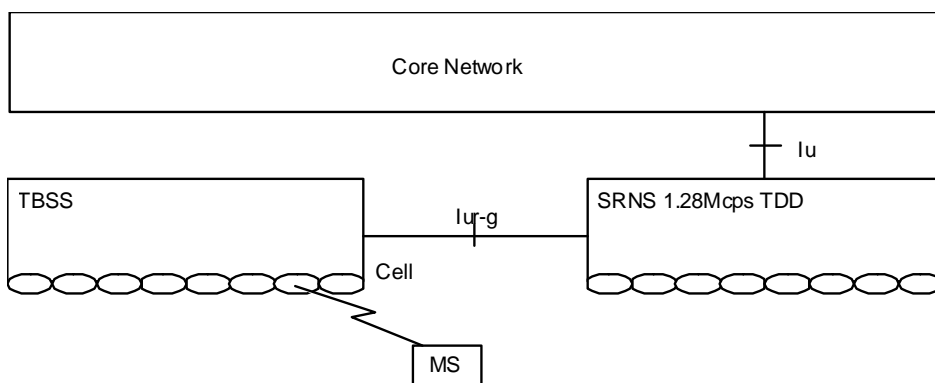 Core Network
Iu
TBSS
SRNS 1.28Mcps TDD
Iur-g
Cell
MS